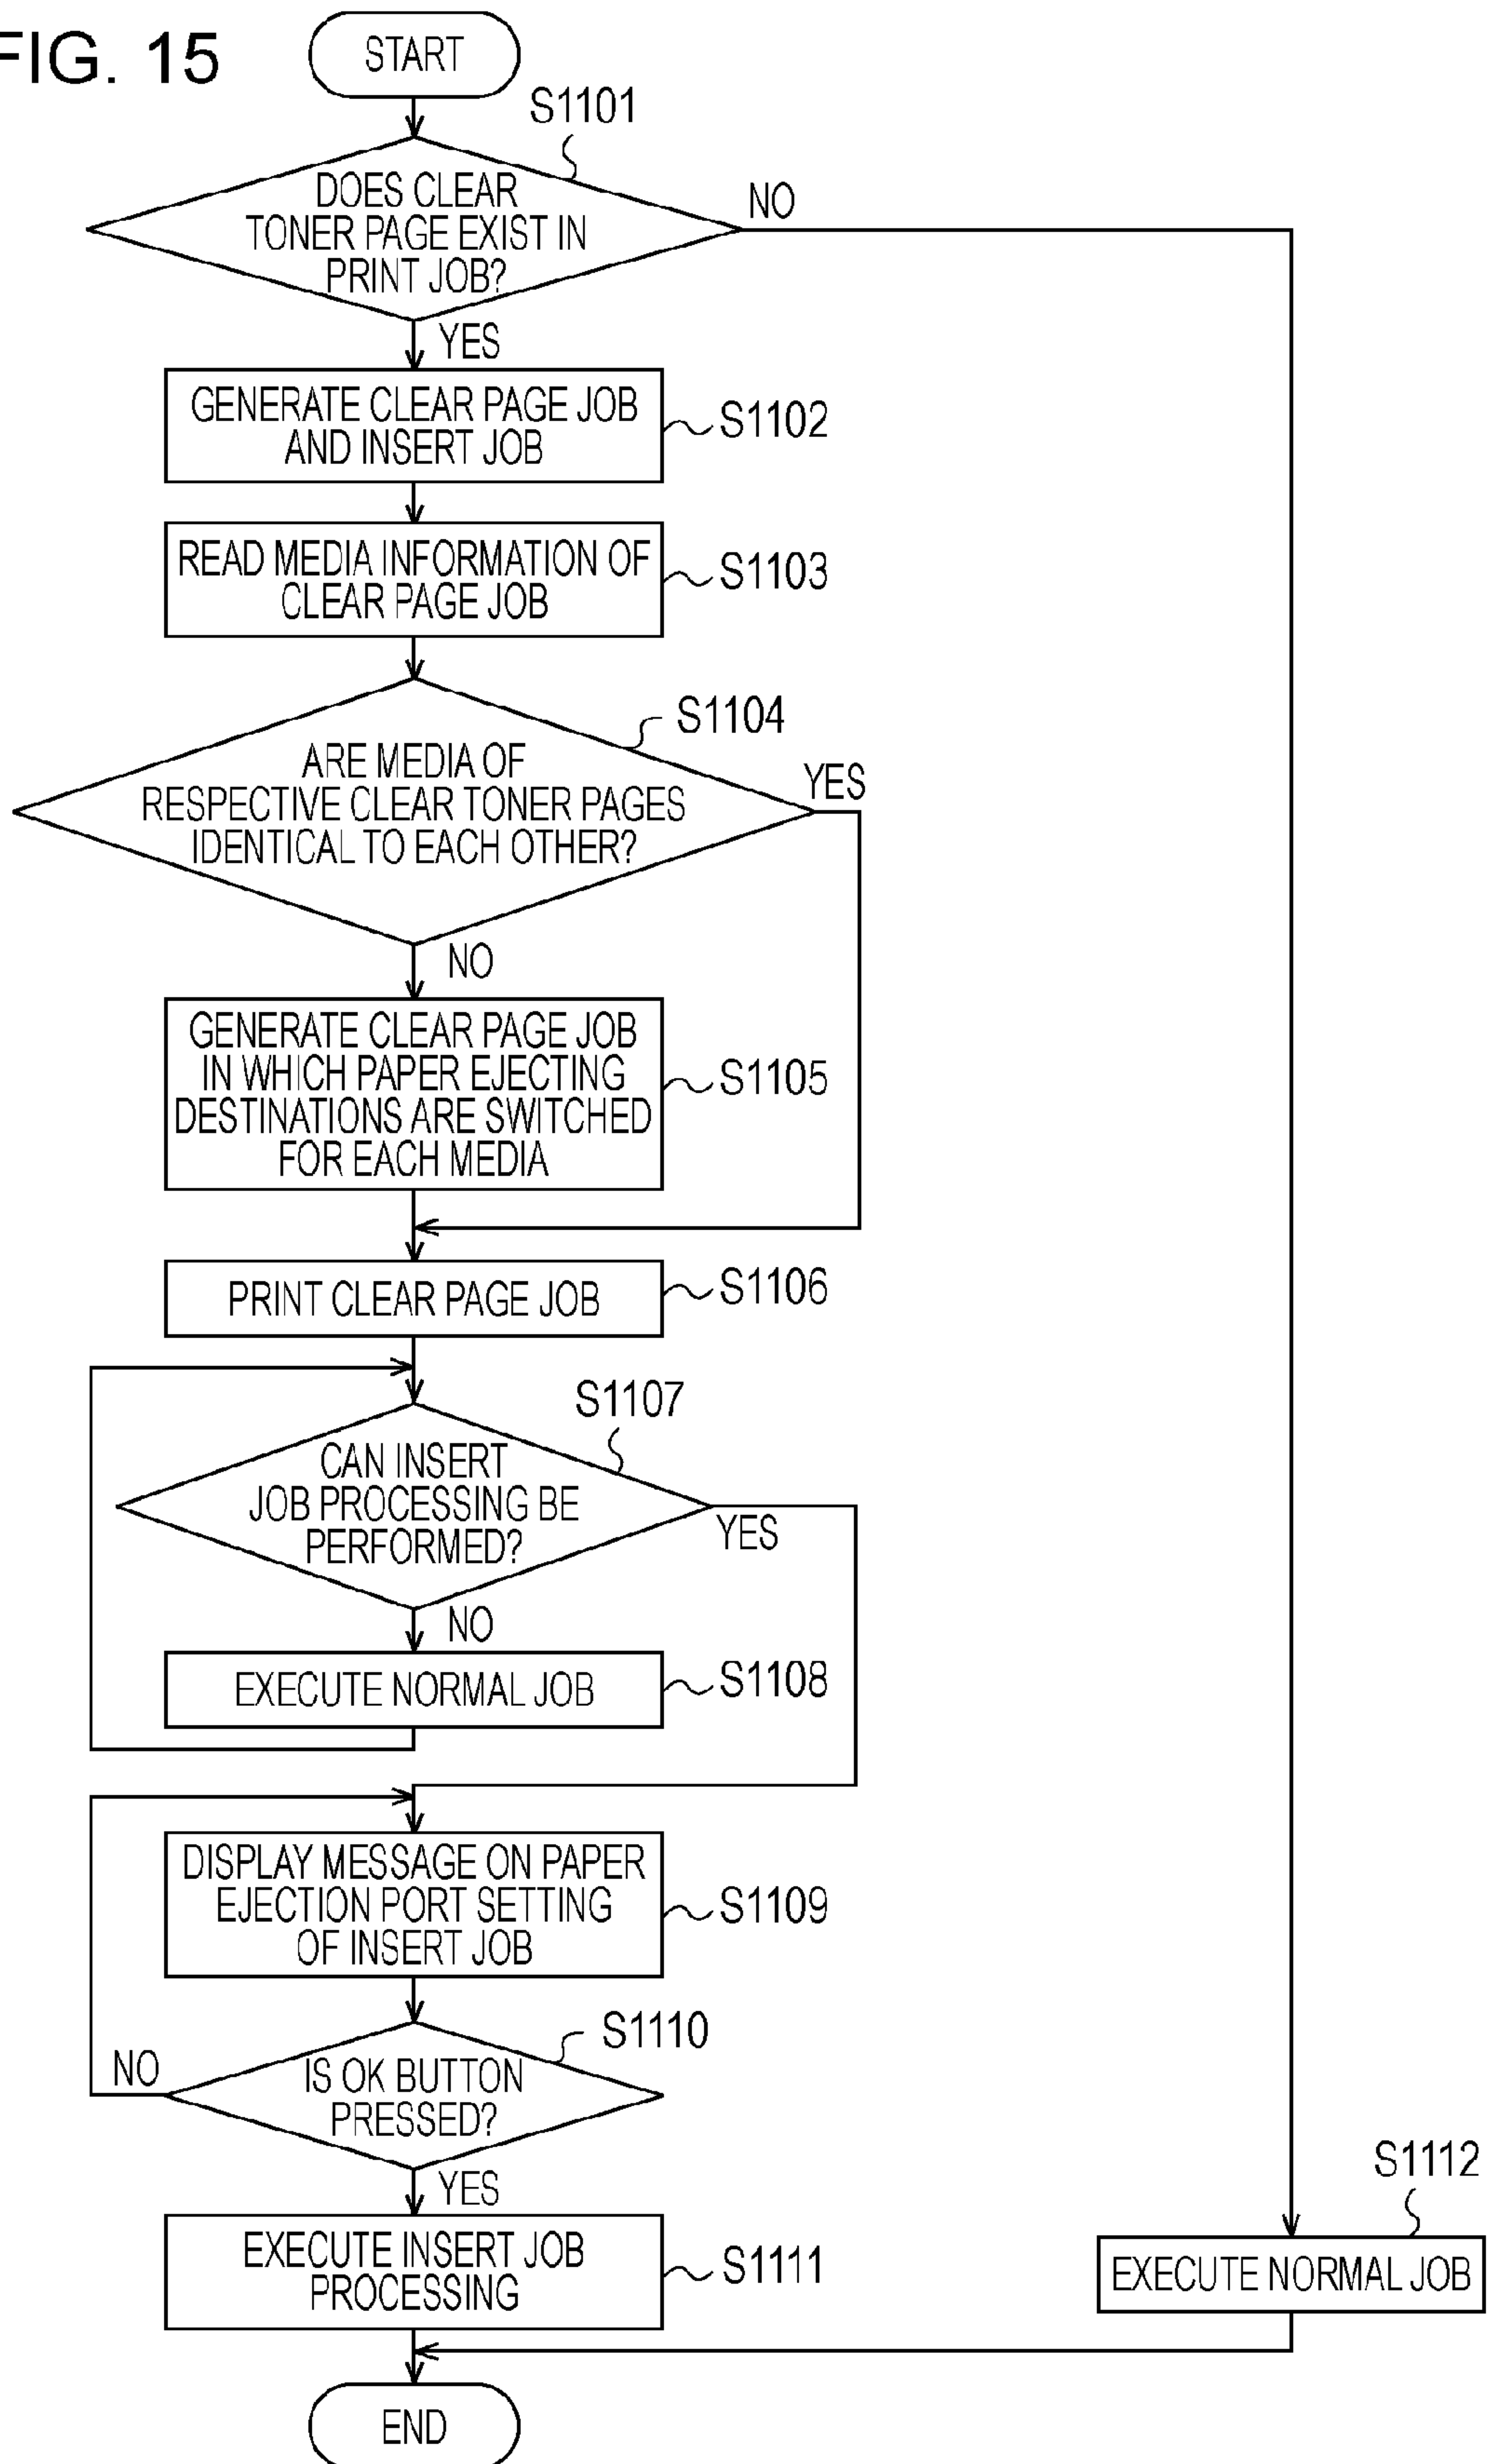 FIG. 15
START
S1101
DOES CLEAR
TONER PAGE EXIST IN
PRINT JOB?
NO
YES
GENERATE CLEAR PAGE JOB
AND INSERT JOB
S1102
READ MEDIA INFORMATION OF
CLEAR PAGE JOB
S1103
S1104
ARE MEDIA OF
RESPECTIVE CLEAR TONER PAGES
IDENTICAL TO EACH OTHER?
YES
NO
GENERATE CLEAR PAGE JOB
IN WHICH PAPER EJECTING
DESTINATIONS ARE SWITCHED
FOR EACH MEDIA
S1105
PRINT CLEAR PAGE JOB
S1106
S1107
CAN INSERT
JOB PROCESSING BE
PERFORMED?
YES
NO
EXECUTE NORMAL JOB
S1108
DISPLAY MESSAGE ON PAPER
EJECTION PORT SETTING
OF INSERT JOB
S1109
S1110
IS OK BUTTON
PRESSED?
NO
YES
EXECUTE INSERT JOB
PROCESSING
S1111
S1112
EXECUTE NORMAL JOB
END